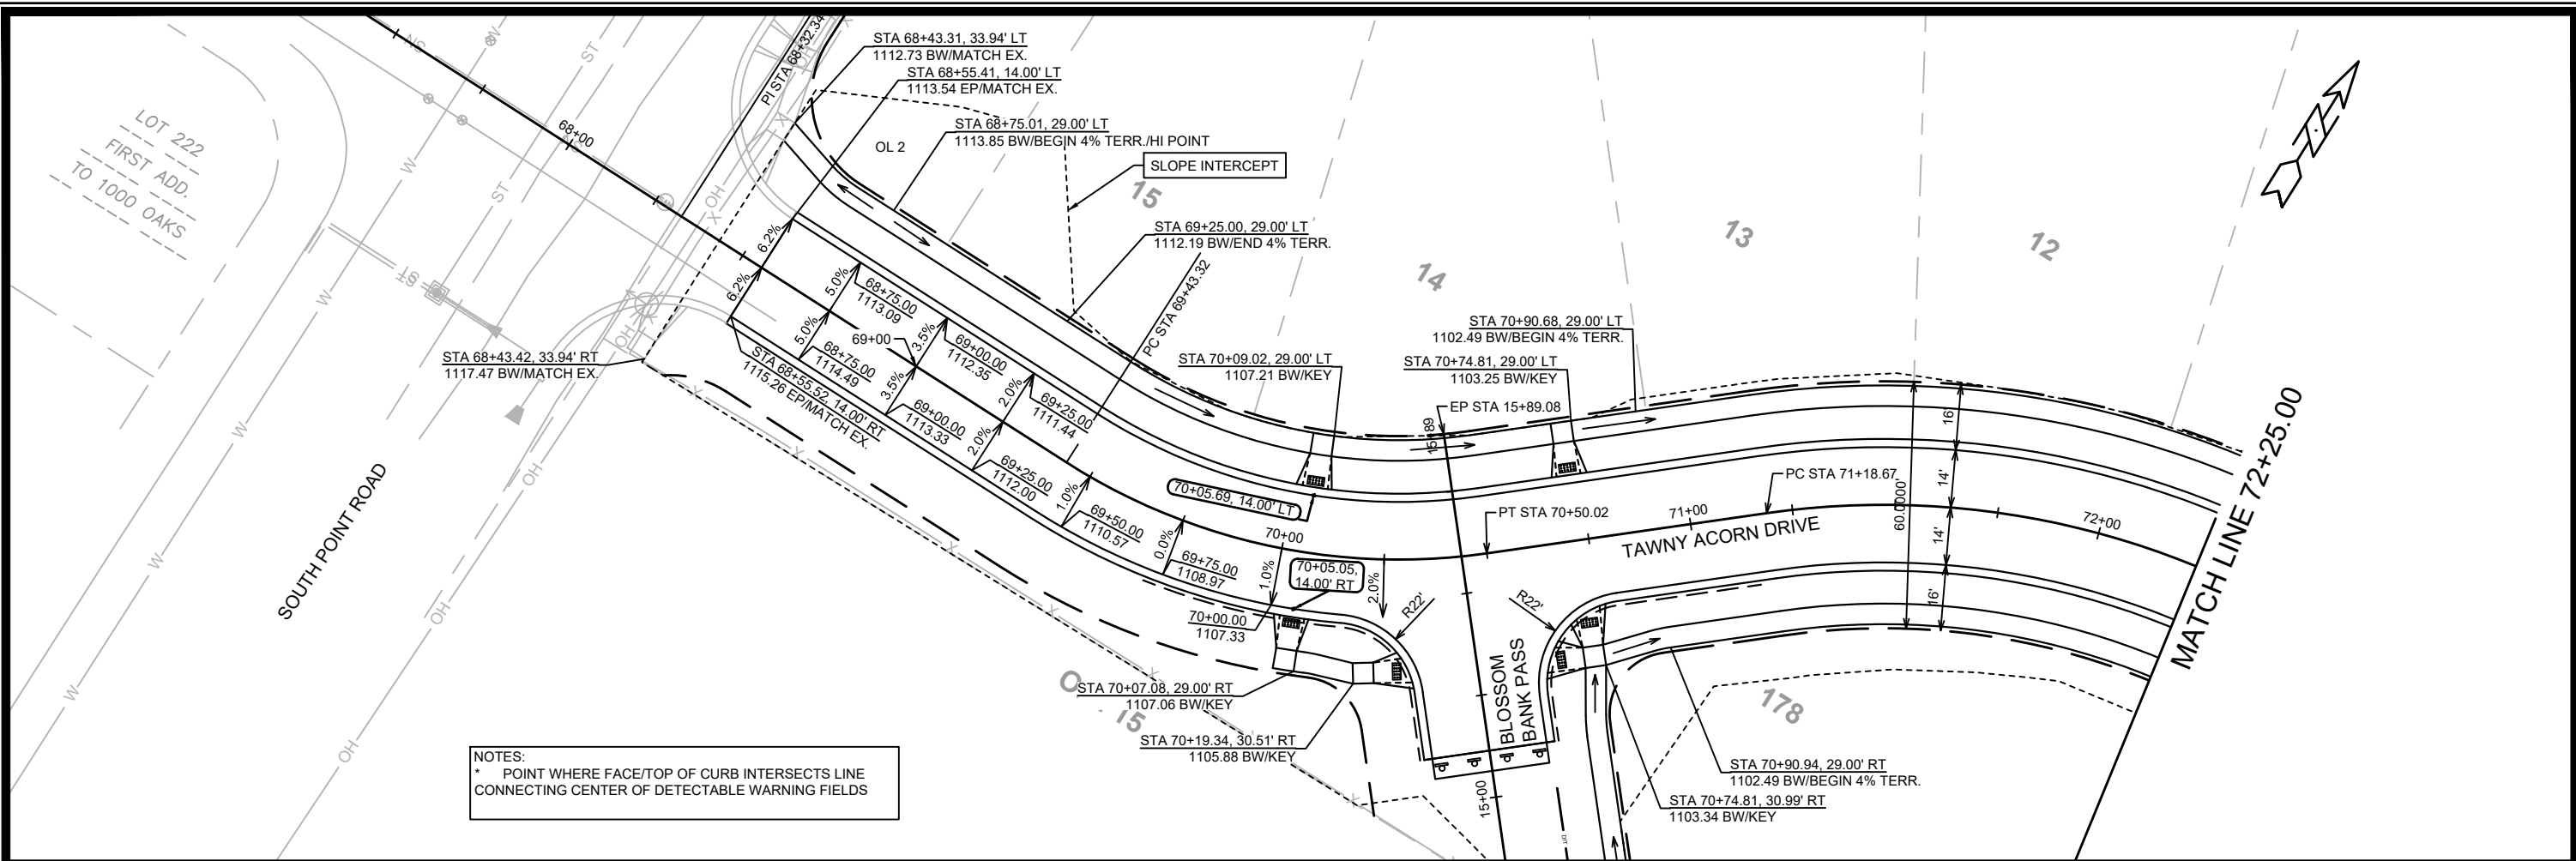 STA 68+43.31, 33.94' LT
1112.73 BW/MATCH EX.
STA 68+55.41, 14.00' LT
1113.54 EP/MATCH EX.
PI STA 68+32.34
OL 2
STA 68+75.01, 29.00' LT
1113.85 BW/BEGIN 4% TERR./HI POINT
SLOPE INTERCEPT
LOT 222
FIRST ADD.
TO 1000 OAKS
68+00
15
14
13
12
STA 69+25.00, 29.00' LT
1112.19 BW/END 4% TERR.
PC STA 69+43.32
STA 70+09.02, 29.00' LT
1107.21 BW/KEY
STA 70+90.68, 29.00' LT
1102.49 BW/BEGIN 4% TERR.
STA 70+74.81, 29.00' LT
1103.25 BW/KEY
EP STA 15+89.08
15+89
6.2%
6.2%
5.0%
5.0%
3.5%
3.5%
2.0%
2.0%
1.0%
0.0%
1.0%
2.0%
68+75.00
1113.09
69+00
69+00.00
1112.35
69+25.00
1111.44
68+75.00
1114.49
69+00.00
1113.33
69+25.00
1112.00
69+50.00
1110.57
69+75.00
1108.97
70+00.00
1107.33
STA 68+43.42, 33.94' RT
1117.47 BW/MATCH EX.
STA 68+55.52, 14.00' RT
1115.26 EP/MATCH EX.
70+05.69, 14.00' LT
70+00
70+05.05,
14.00' RT
PT STA 70+50.02
71+00
PC STA 71+18.67
TAWNY ACORN DRIVE
72+00
60.0000'
16'
14'
14'
16'
MATCH LINE 72+25.00
R22'
R22'
BLOSSOM
BANK PASS
15+00
SOUTH POINT ROAD
STA 70+07.08, 29.00' RT
1107.06 BW/KEY
15
STA 70+19.34, 30.51' RT
1105.88 BW/KEY
178
STA 70+90.94, 29.00' RT
1102.49 BW/BEGIN 4% TERR.
STA 70+74.81, 30.99' RT
1103.34 BW/KEY
NOTES:
* POINT WHERE FACE/TOP OF CURB INTERSECTS LINE
CONNECTING CENTER OF DETECTABLE WARNING FIELDS
W
W
W
W
W
W
W
ST
ST
ST
OH
OH
OH
OH
OH
OH